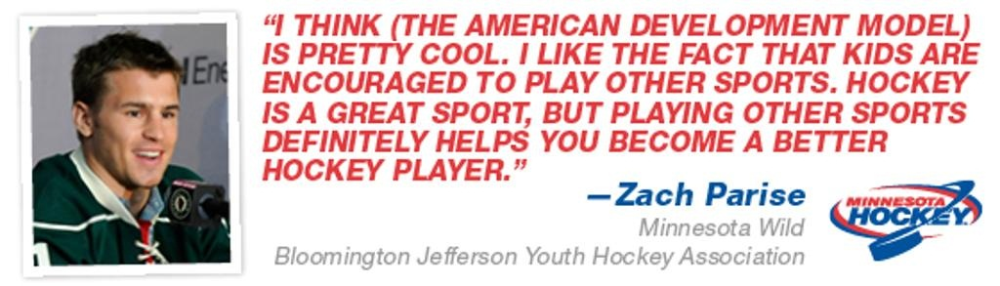 “I THINK (THE AMERICAN DEVELOPMENT MODEL)
IS PRETTY COOL. I LIKE THE FACT THAT KIDS ARE
ENCOURAGED TO PLAY OTHER SPORTS. HOCKEY
IS A GREAT SPORT, BUT PLAYING OTHER SPORTS
DEFINITELY HELPS YOU BECOME A BETTER
HOCKEY PLAYER.”
—Zach Parise
Minnesota Wild
Bloomington Jefferson Youth Hockey Association
MINNESOTA
HOCKEY